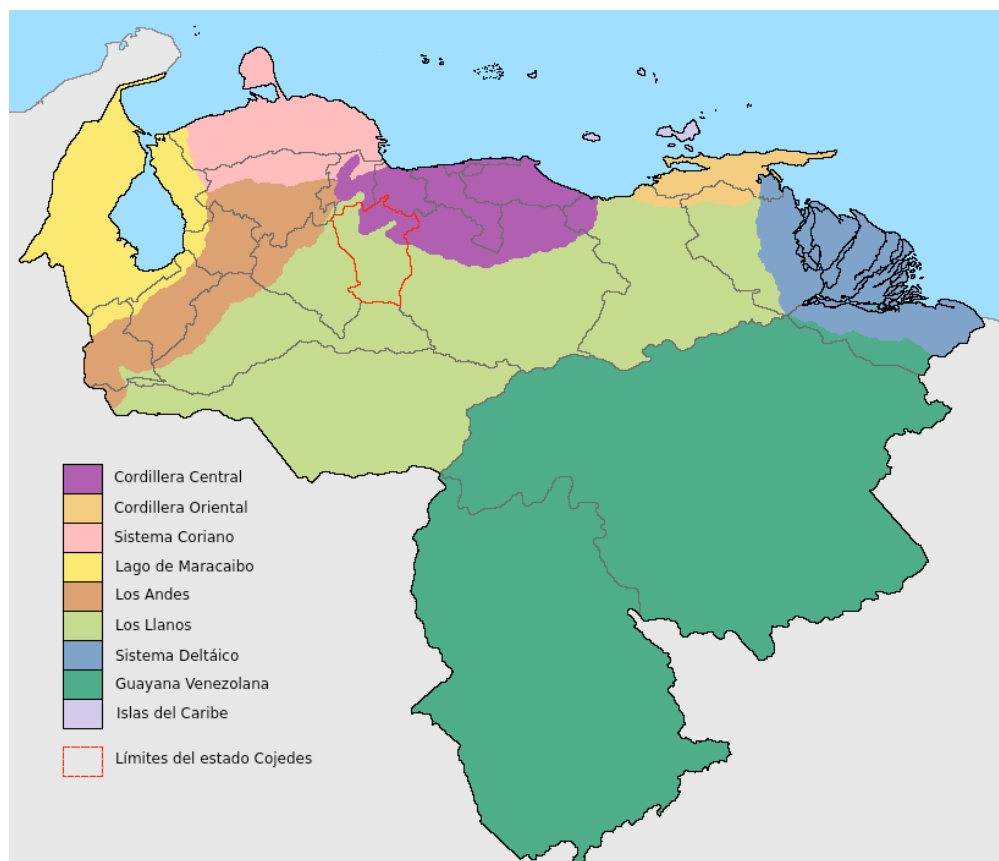 Cordillera Central
Cordillera Oriental
Sistema Coriano
Lago de Maracaibo
Los Andes
Los Llanos
Sistema Deltáico
Guayana Venezolana
Islas del Caribe
Límites del estado Cojedes